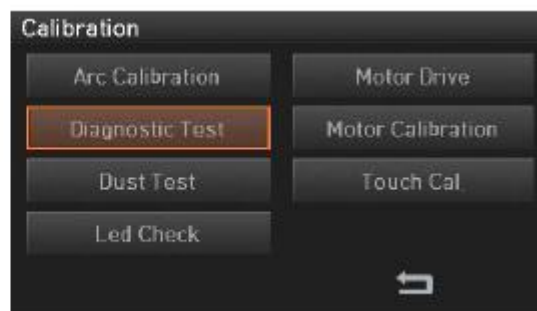 Calibration
Arc Calibration
Motor Drive
Diagnostic Test
Motor Calibration
Dust Test
Touch Cal
Led Check